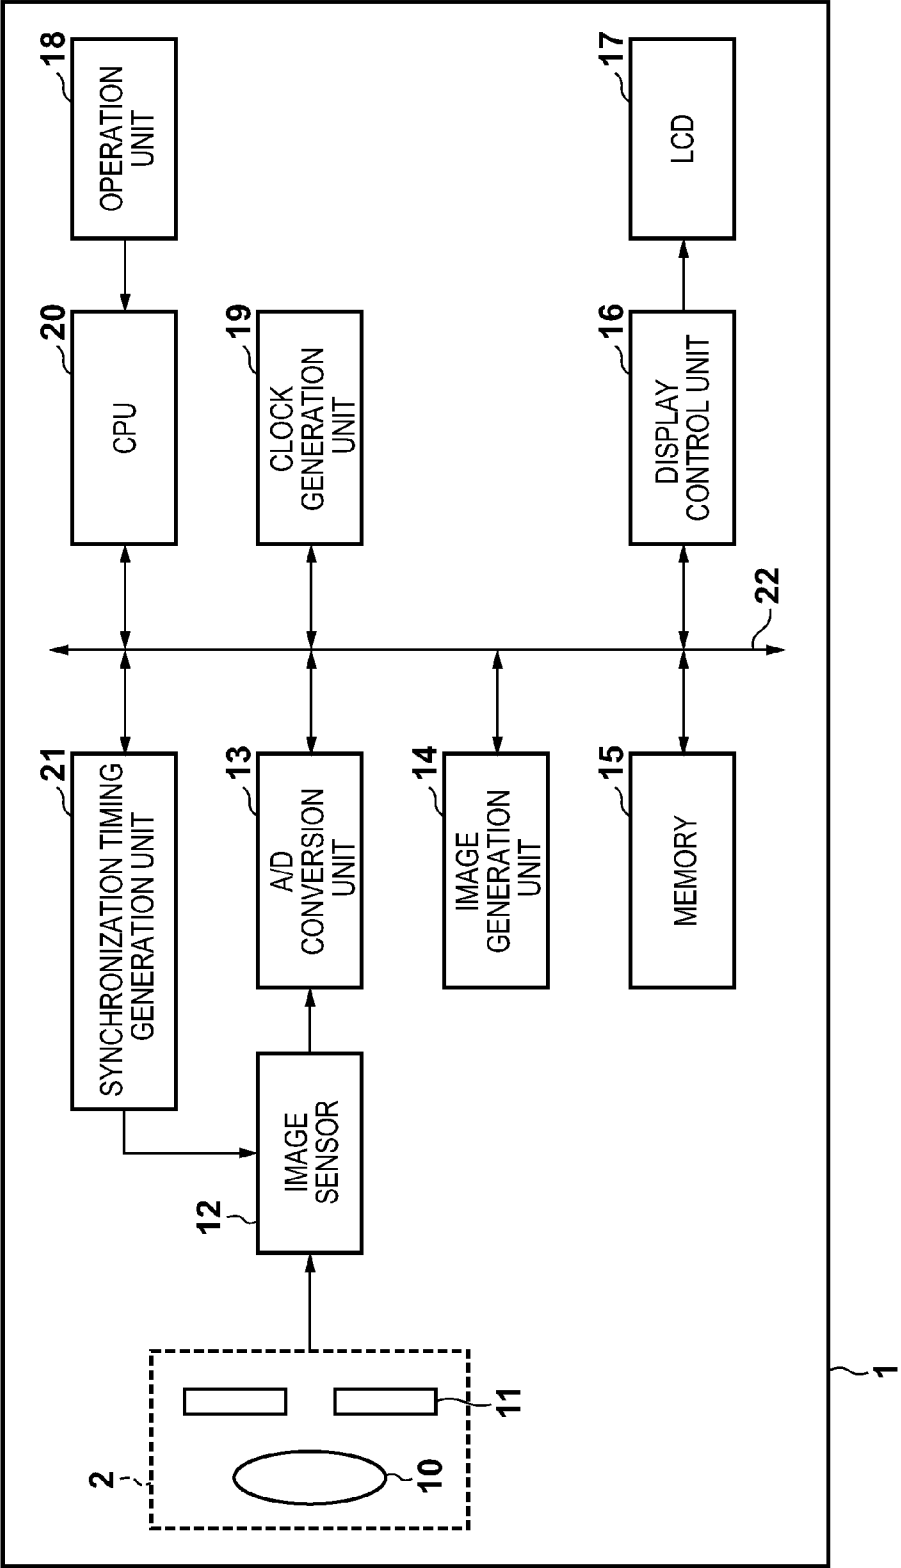 2
10
11
12
IMAGE
SENSOR
21
SYNCHRONIZATION TIMING
GENERATION UNIT
13
A/D
CONVERSION
UNIT
14
IMAGE
GENERATION
UNIT
15
MEMORY
22
20
CPU
19
CLOCK
GENERATION
UNIT
16
DISPLAY
CONTROL UNIT
18
OPERATION
UNIT
17
LCD
1